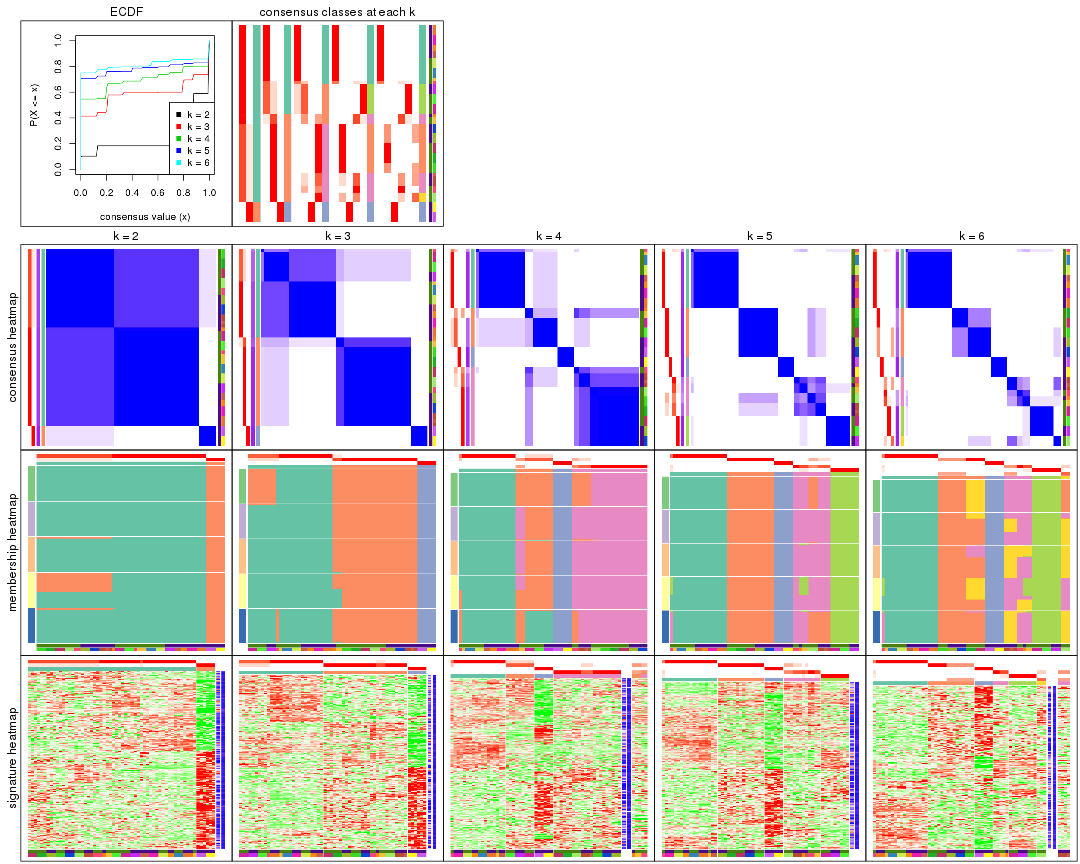 ECDF
consensus classes at each k
P(X <= x)
0.0 0.2 0.4 0.6 0.8 1.0
k = 2
k = 3
k = 4
k = 5
k = 6
0.0 0.2 0.4 0.6 0.8 1.0
consensus value (x)
k = 2 k = 3 k = 4 k = 5 k = 6
consensus heatmap
membership heatmap
signature heatmap